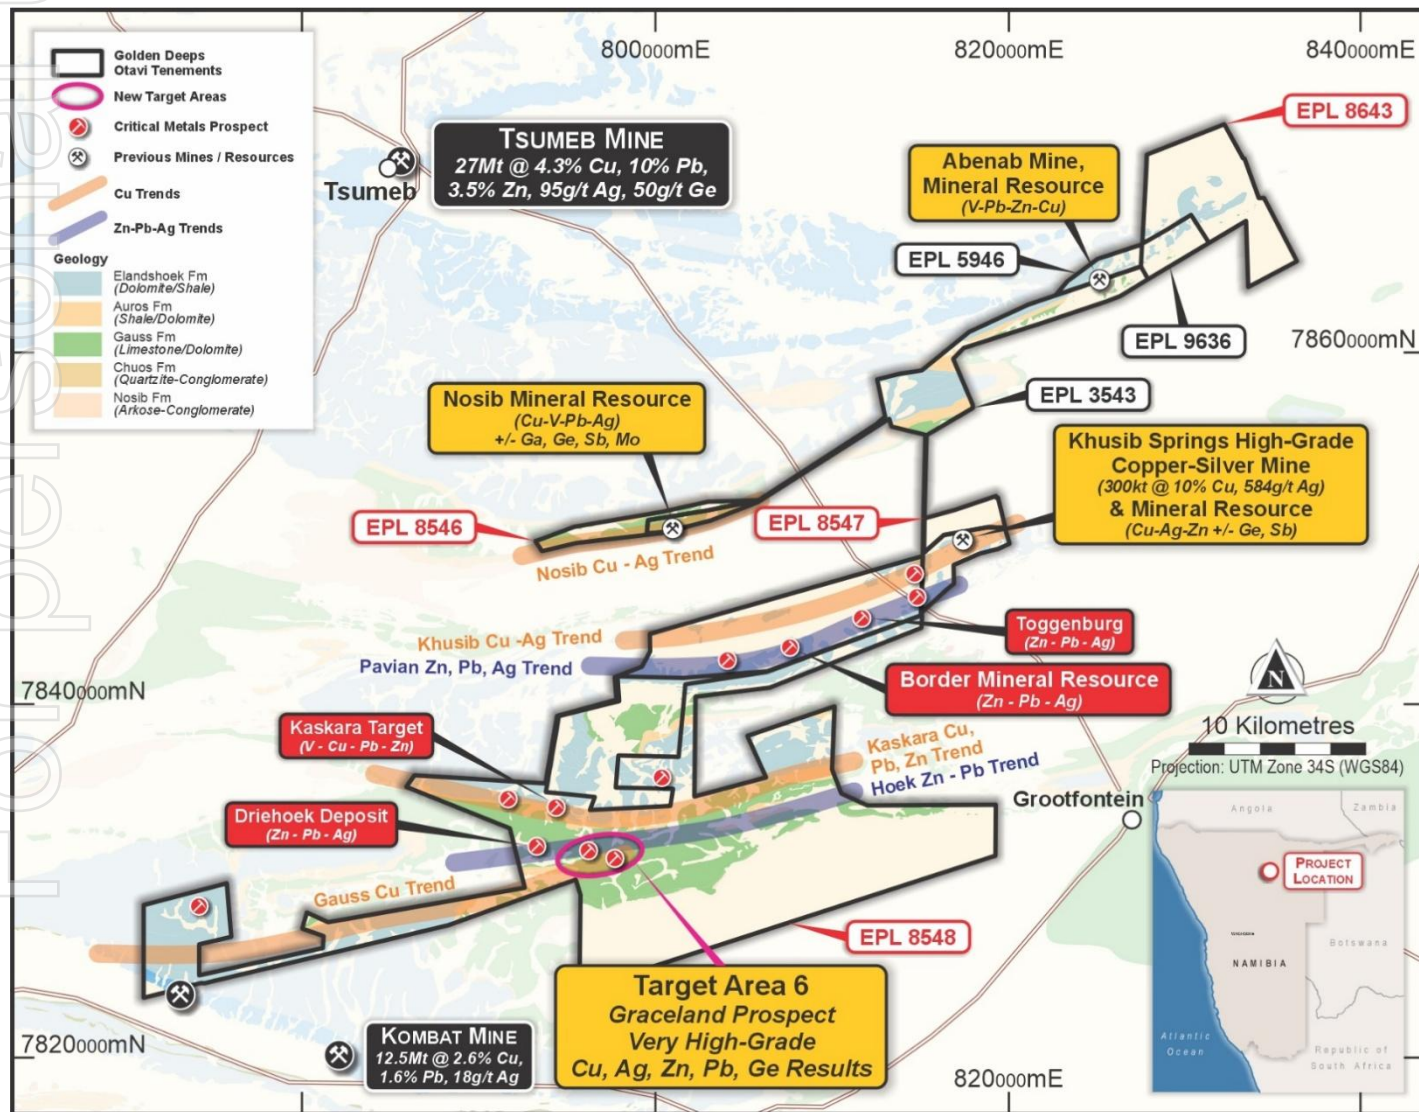 For personal
800000mE
820000mE
840000mE
Golden Deeps
Otavi Tenements
New Target Areas
Critical Metals Prospect
Previous Mines / Resources
Cu Trends
Zn-Pb-Ag Trends
Geology
Elandshoek Fm
(Dolomite/Shale)
Auros Fm
(Shale/Dolomite)
Gauss Fm
(Limestone/Dolomite)
Chuos Fm
(Quartzite-Conglomerate)
Nosib Fm
(Arkose-Conglomerate)
Tsumeb
TSUMEB MINE
27Mt @ 4.3% Cu, 10% Pb,
3.5% Zn, 95g/t Ag, 50g/t Ge
EPL 8643
Abenab Mine,
Mineral Resource
(V-Pb-Zn-Cu)
EPL 5946
EPL 9636
7860000mN
EPL 3543
Nosib Mineral Resource
(Cu-V-Pb-Ag)
+/- Ga, Ge, Sb, Mo
Khusib Springs High-Grade
Copper-Silver Mine
(300kt @ 10% Cu, 584g/t Ag)
& Mineral Resource
(Cu-Ag-Zn +/- Ge, Sb)
EPL 8546
EPL 8547
Nosib Cu - Ag Trend
Khusib Cu -Ag Trend
Pavian Zn, Pb, Ag Trend
Toggenburg
(Zn - Pb - Ag)
Border Mineral Resource
(Zn - Pb - Ag)
7840000mN
N
10 Kilometres
Projection: UTM Zone 34S (WGS84)
Kaskara Target
(V - Cu - Pb - Zn)
Kaskara Cu,
Pb, Zn Trend
Hoek Zn - Pb Trend
Grootfontein
Driehoek Deposit
(Zn - Pb - Ag)
Gauss Cu Trend
EPL 8548
Target Area 6
Graceland Prospect
Very High-Grade
Cu, Ag, Zn, Pb, Ge Results
KOMBAT MINE
12.5Mt @ 2.6% Cu,
1.6% Pb, 18g/t Ag
7820000mN
820000mE
Angola
Zambia
PROJECT
LOCATION
NAMIBIA
Botswana
Atlantic
Ocean
Republic of
South Africa